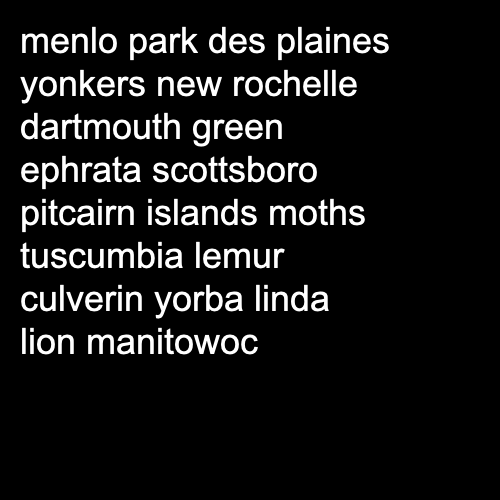 menlo park des plaines
yonkers new rochelle
dartmouth green
ephrata scottsboro
pitcairn islands moths
tuscumbia lemur
culverin yorba linda
lion manitowoc